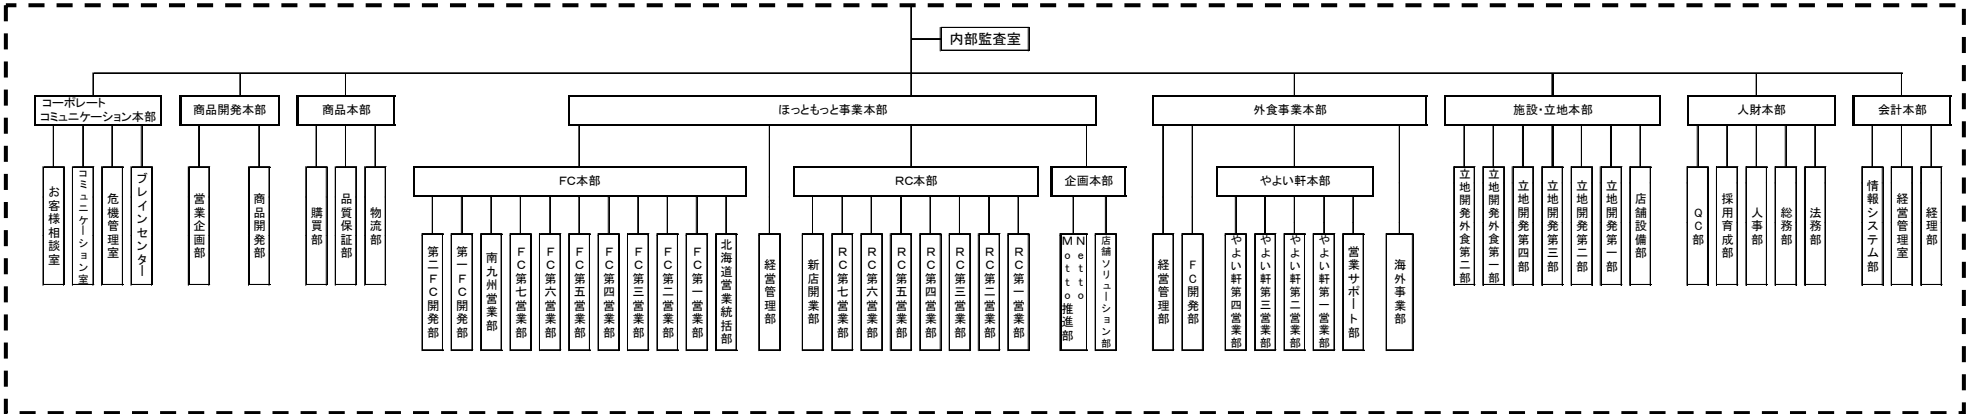 内部監査室
コーポレート
コミュニケーション本部
商品開発本部
商品本部
ほっともっと事業本部
外食事業本部
施設・立地本部
人財本部
会計本部
FC本部
RC本部
企画本部
やよい軒本部
お客様相談室
コミュニケーション室
危機管理室
ブレインセンター
営業企画部
商品開発部
購買部
品質保証部
物流部
第二FC開発部
第一FC開発部
南九州営業部
FC第七営業部
FC第六営業部
FC第五営業部
FC第四営業部
FC第三営業部
FC第二営業部
FC第一営業部
北海道営業統括部
経営管理部
新店開業部
RC第七営業部
RC第六営業部
RC第五営業部
RC第四営業部
RC第三営業部
RC第二営業部
RC第一営業部
Netto
Motto推進部
店舗ソリューション部
経営管理部
FC開発部
やよい軒第四営業部
やよい軒第三営業部
やよい軒第二営業部
やよい軒第一営業部
営業サポート部
海外事業部
立地開発外食第二部
立地開発外食第一部
立地開発第四部
立地開発第三部
立地開発第二部
立地開発第一部
店舗設備部
QC部
採用育成部
人事部
総務部
法務部
情報システム部
経営管理室
経理部